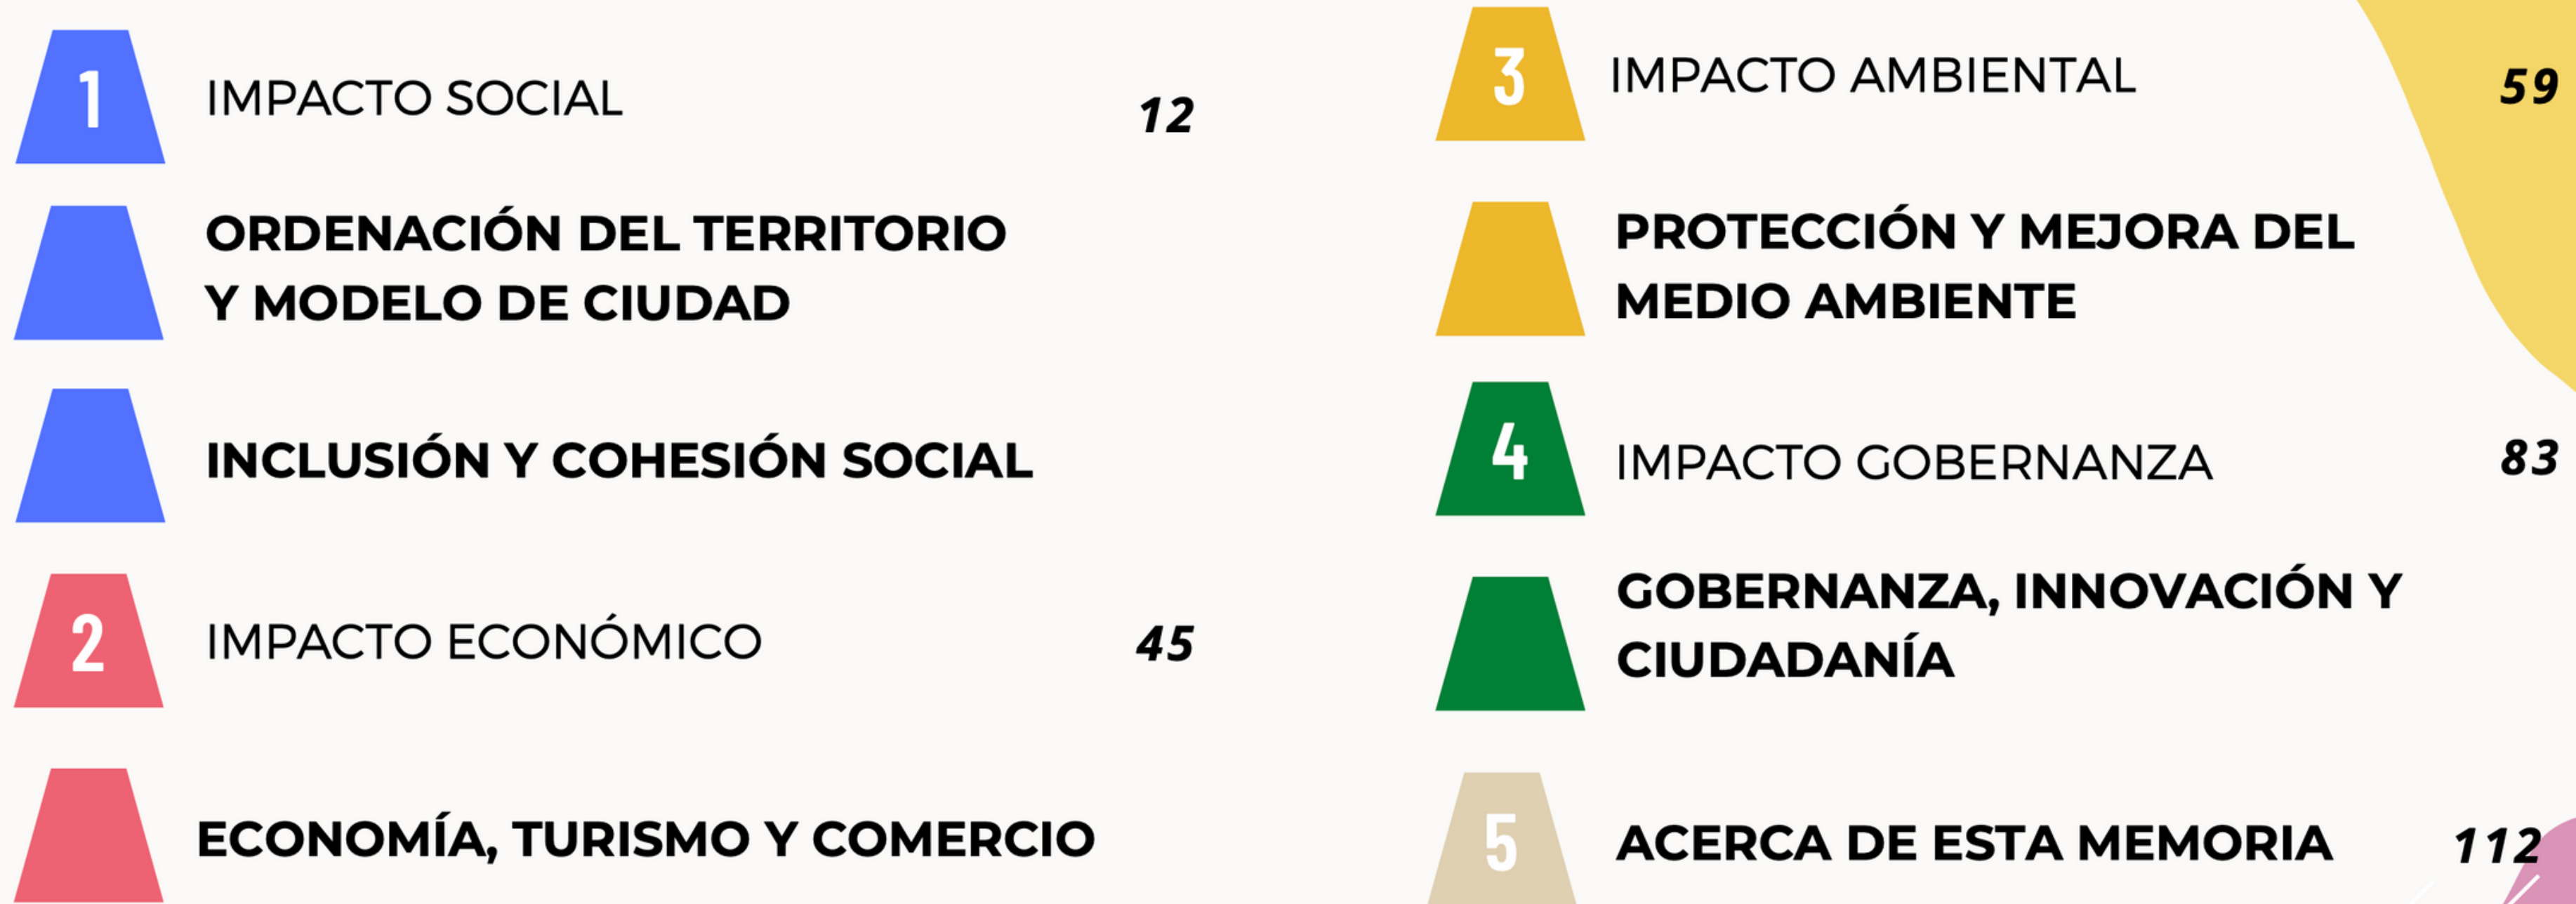 1 IMPACTO SOCIAL 12
ORDENACIÓN DEL TERRITORIO
Y MODELO DE CIUDAD
INCLUSIÓN Y COHESIÓN SOCIAL
2 IMPACTO ECONÓMICO 45
ECONOMÍA, TURISMO Y COMERCIO
3 IMPACTO AMBIENTAL 59
PROTECCIÓN Y MEJORA DEL
MEDIO AMBIENTE
4 IMPACTO GOBERNANZA 83
GOBERNANZA, INNOVACIÓN Y
CIUDADANÍA
5 ACERCA DE ESTA MEMORIA 112